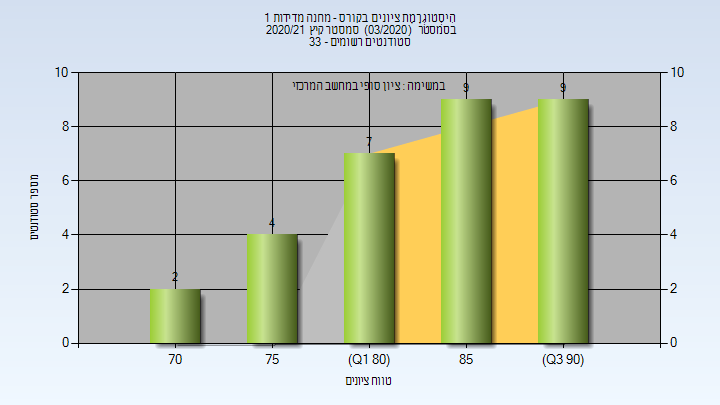 היסטוגרמת ציונים בקורס - מחנה מדידות 1
בסמסטר (03/2020) סמסטר קיץ 2020/21
סטודנטים רשומים - 33
במשימה : ציון סופי במחשב המרכזי
10 10
9 9
8 8
7
6 6
4 4
4
2 2
2
0 0
מספר סטודנטים
70 75 (Q1 80) 85 (Q3 90)
טווח ציונים